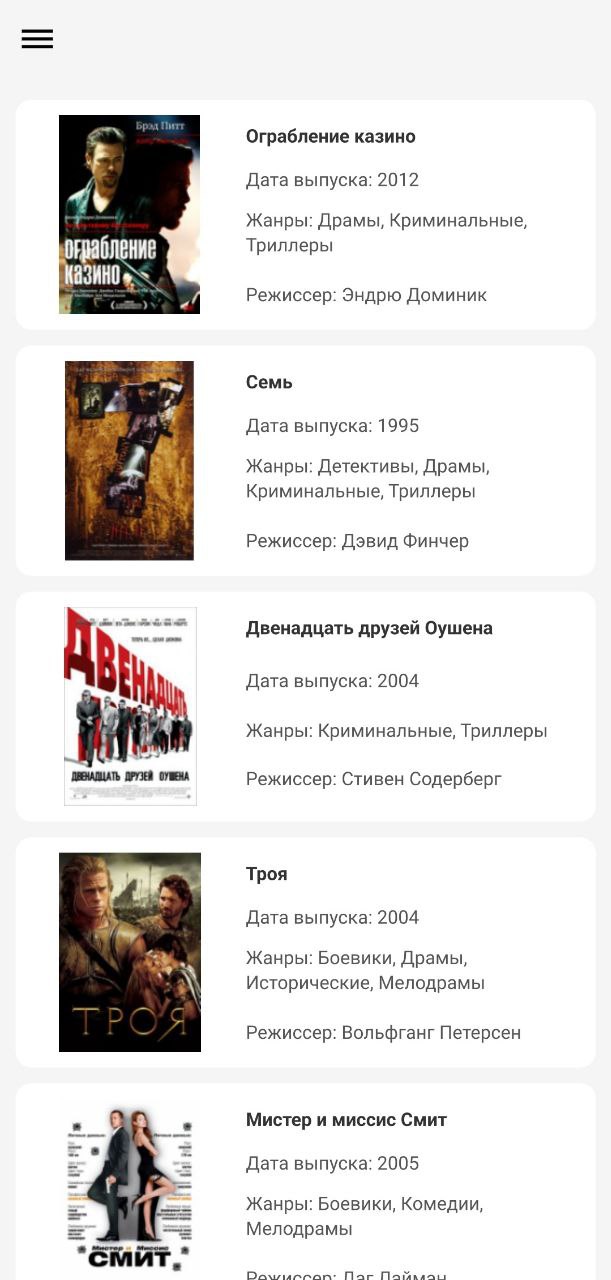 Брэд Питт
ограбление
казино
Ограбление казино
Дата выпуска: 2012
Жанры: Драмы, Криминальные,
Триллеры
Режиссер: Эндрю Доминик
Семь
Дата выпуска: 1995
Жанры: Детективы, Драмы,
Криминальные, Триллеры
Режиссер: Дэвид Финчер
ДВЕНАДЦАТЬ
ДВЕНАДЦАТЬ ДРУЗЕЙ ОУШЕНА
Двенадцать друзей Оушена
Дата выпуска: 2004
Жанры: Криминальные, Триллеры
Режиссер: Стивен Содерберг
ТРОЯ
Троя
Дата выпуска: 2004
Жанры: Боевики, Драмы,
Исторические, Мелодрамы
Режиссер: Вольфганг Петерсен
Мистер и Миссис
СМИТ
Мистер и миссис Смит
Дата выпуска: 2005
Жанры: Боевики, Комедии,
Мелодрамы
Режиссер: Даг Лайман